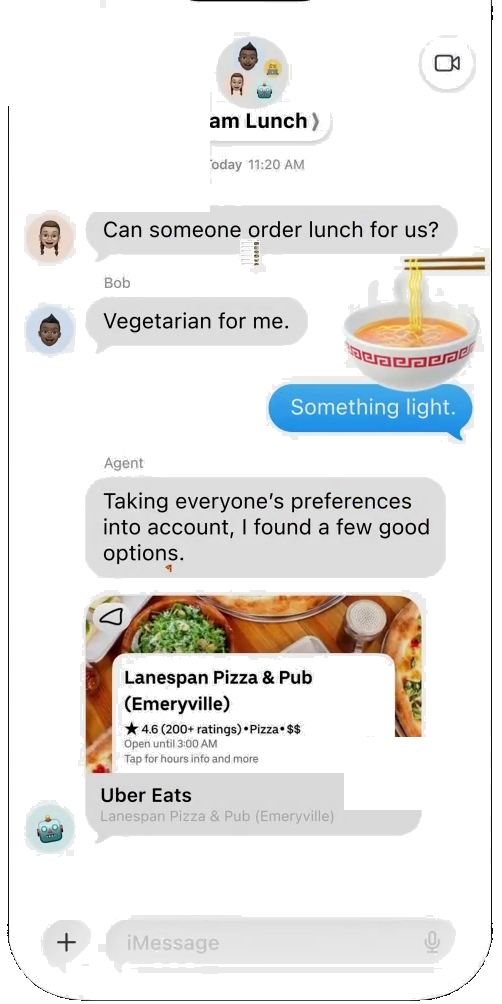 am Lunch
oday 11:20 AM
Can someone order lunch for us?
Bob
Vegetarian for me.
Something light.
Agent
Taking everyone’s preferences
into account, I found a few good
options.
Lanespan Pizza & Pub
(Emeryville)
★ 4.6 (200+ ratings) • Pizza • $$
Open until 3:00 AM
Tap for hours info and more
Uber Eats
Lanespan Pizza & Pub (Emeryville)
iMessage